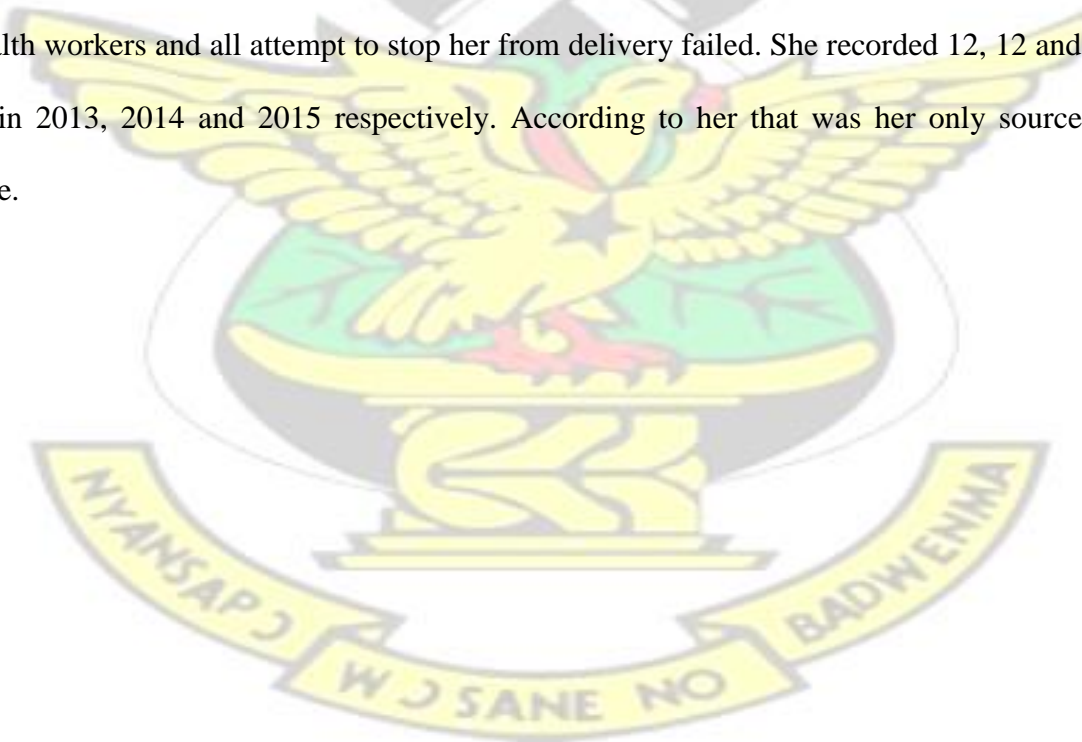 alth workers and all attempt to stop her from delivery failed. She recorded 12, 12 and
in 2013, 2014 and 2015 respectively. According to her that was her only source
e.
NYANSAPƆ WƆSANE NO BADWENMA